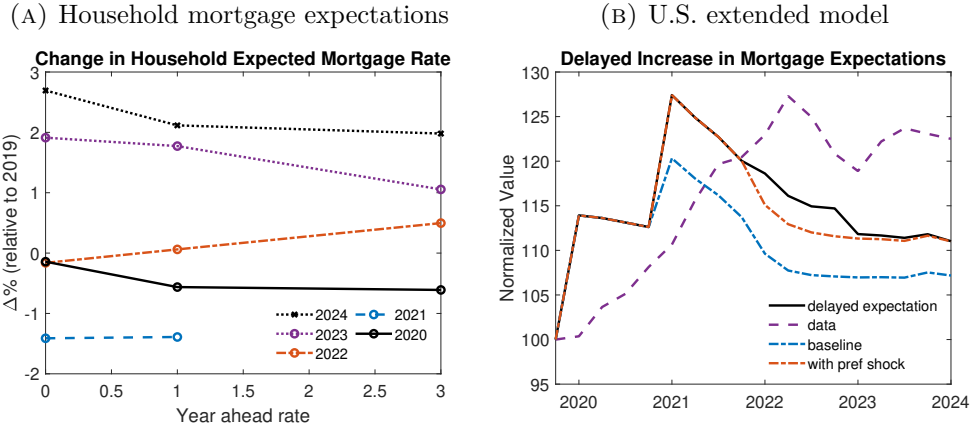 (A) Household mortgage expectations
(B) U.S. extended model
Change in Household Expected Mortgage Rate
3
2
1
0
-1
-2
Δ% (relative to 2019)
0
0.5
1
1.5
2
2.5
3
Year ahead rate
2024
2023
2022
2021
2020
Delayed Increase in Mortgage Expectations
130
125
120
115
110
105
100
95
Normalized Value
2020
2021
2022
2023
2024
delayed expectation
data
baseline
with pref shock